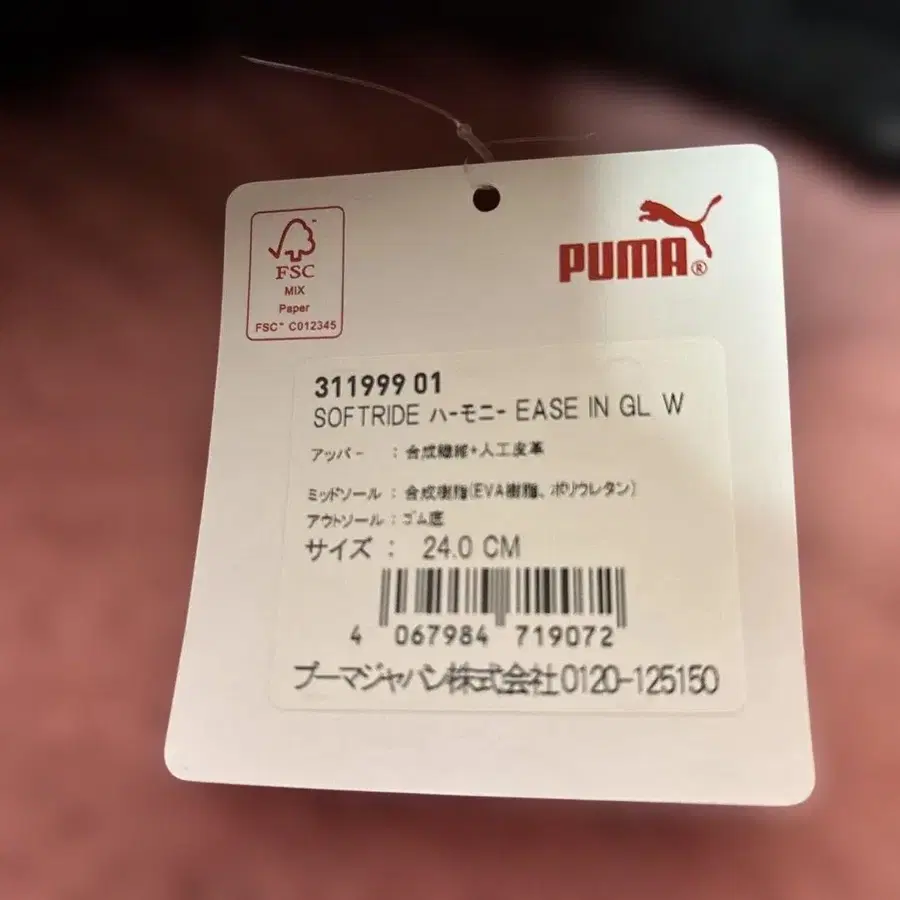 FSC™
MIX
Paper
FSC™ C012345
PUMA®
311999 01
SOFTRIDE ハーモニー EASE IN GL W
アッパー : 合成繊維+人工皮革
ミッドソール : 合成樹脂(EVA樹脂、ポリウレタン)
アウトソール : ゴム底
サイズ : 24.0 CM
4 067984 719072
プーマジャパン株式会社0120-125150